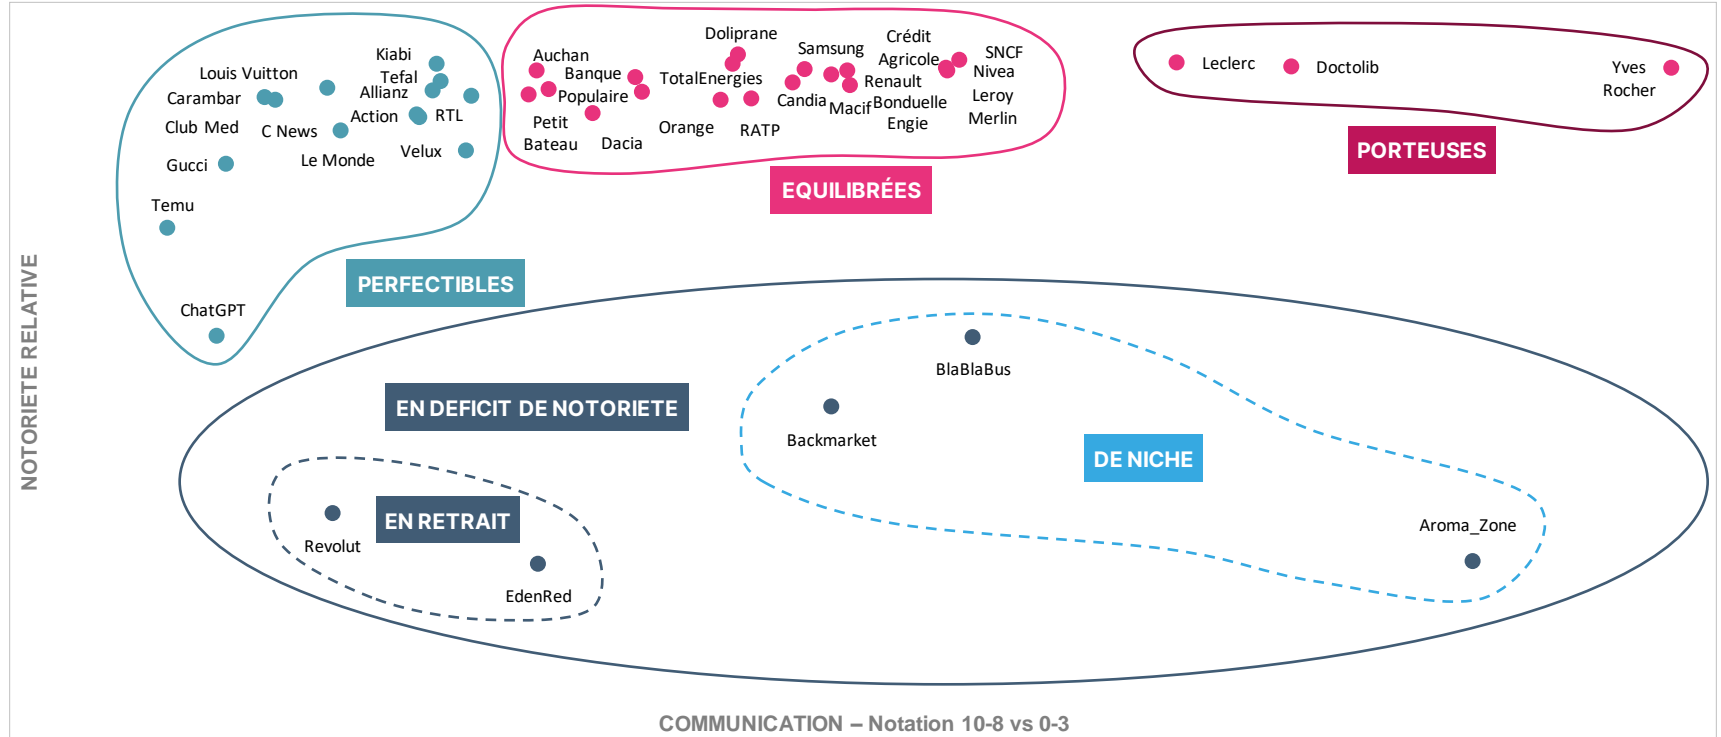 Kiabi
Louis Vuitton
Tefal
Carambar
Allianz
Action
RTL
Club Med
C News
Le Monde
Velux
Gucci
Temu
ChatGPT
PERFECTIBLES
Auchan
Banque
Populaire
Petit
Bateau
Dacia
Doliprane
TotalEnergies
Orange
RATP
Samsung
Candia
Macif
Crédit
Agricole
Renault
Bonduelle
Engie
SNCF
Nivea
Leroy
Merlin
EQUILIBRÉES
Leclerc
Doctolib
Yves
Rocher
PORTEUSES
NOTORIETE RELATIVE
EN DEFICIT DE NOTORIETE
BlaBlaBus
Backmarket
DE NICHE
Aroma_Zone
EN RETRAIT
Revolut
EdenRed
COMMUNICATION – Notation 10-8 vs 0-3